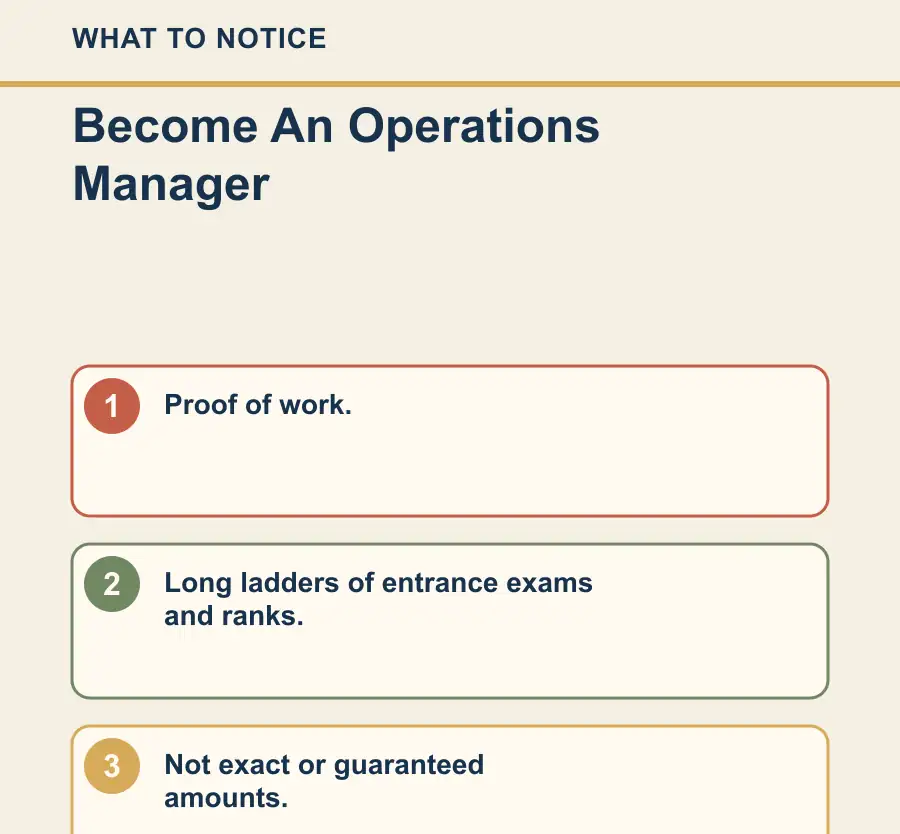 WHAT TO NOTICE
Become An Operations
Manager
1
Proof of work.
2
Long ladders of entrance exams
and ranks.
3
Not exact or guaranteed
amounts.